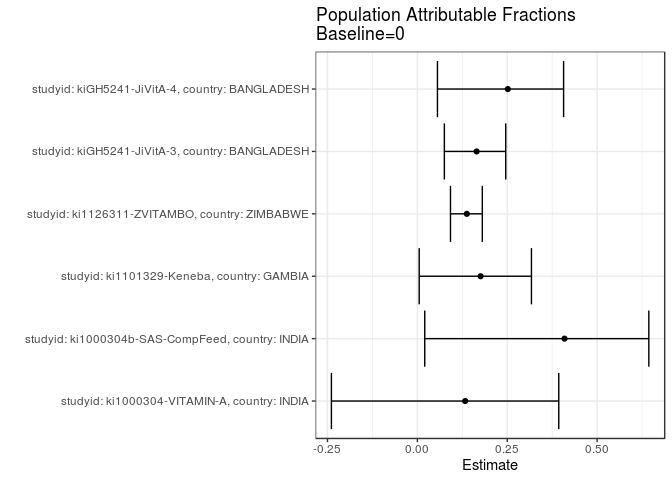 Population Attributable Fractions
Baseline=0
studyid: kiGH5241-JiVitA-4, country: BANGLADESH
studyid: kiGH5241-JiVitA-3, country: BANGLADESH
studyid: ki1126311-ZVITAMBO, country: ZIMBABWE
studyid: ki1101329-Keneba, country: GAMBIA
studyid: ki1000304b-SAS-CompFeed, country: INDIA
studyid: ki1000304-VITAMIN-A, country: INDIA
-0.25 0.00 0.25 0.50
Estimate